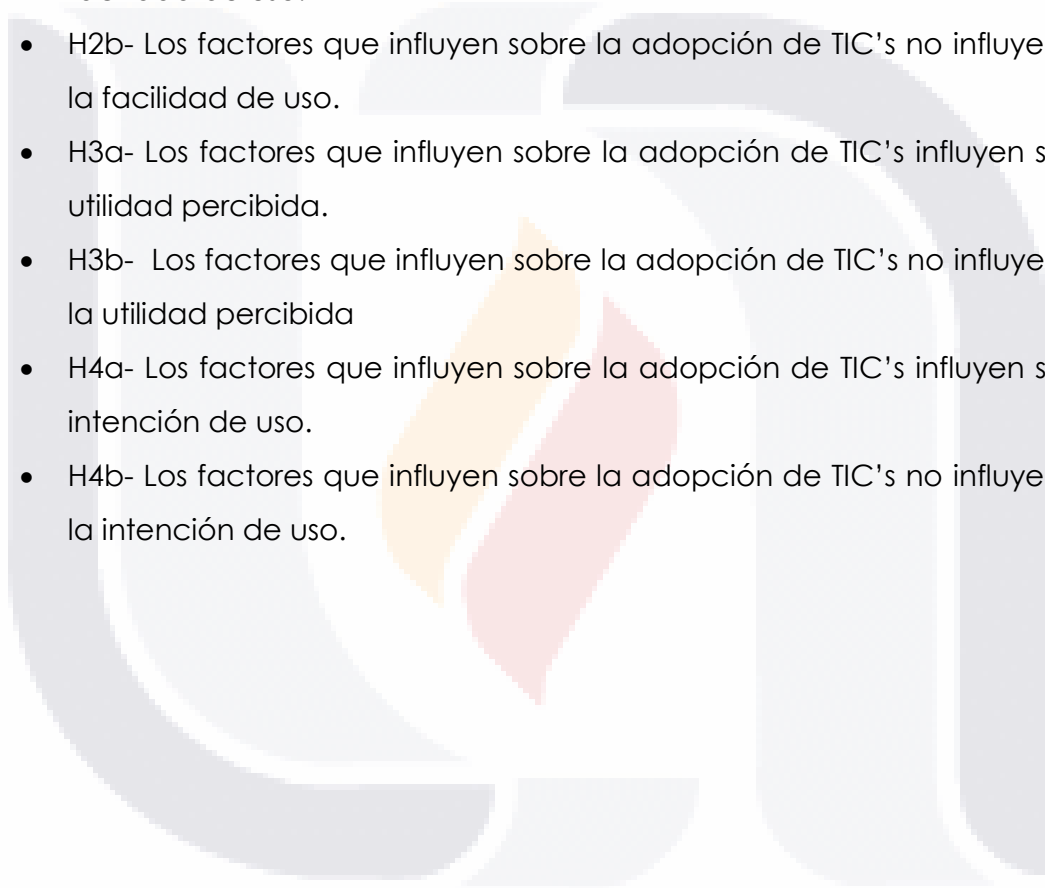 • H2b- Los factores que influyen sobre la adopción de TIC’s no influye
la facilidad de uso.
• H3a- Los factores que influyen sobre la adopción de TIC’s influyen s
utilidad percibida.
• H3b- Los factores que influyen sobre la adopción de TIC’s no influye
la utilidad percibida
• H4a- Los factores que influyen sobre la adopción de TIC’s influyen s
intención de uso.
• H4b- Los factores que influyen sobre la adopción de TIC’s no influye
la intención de uso.